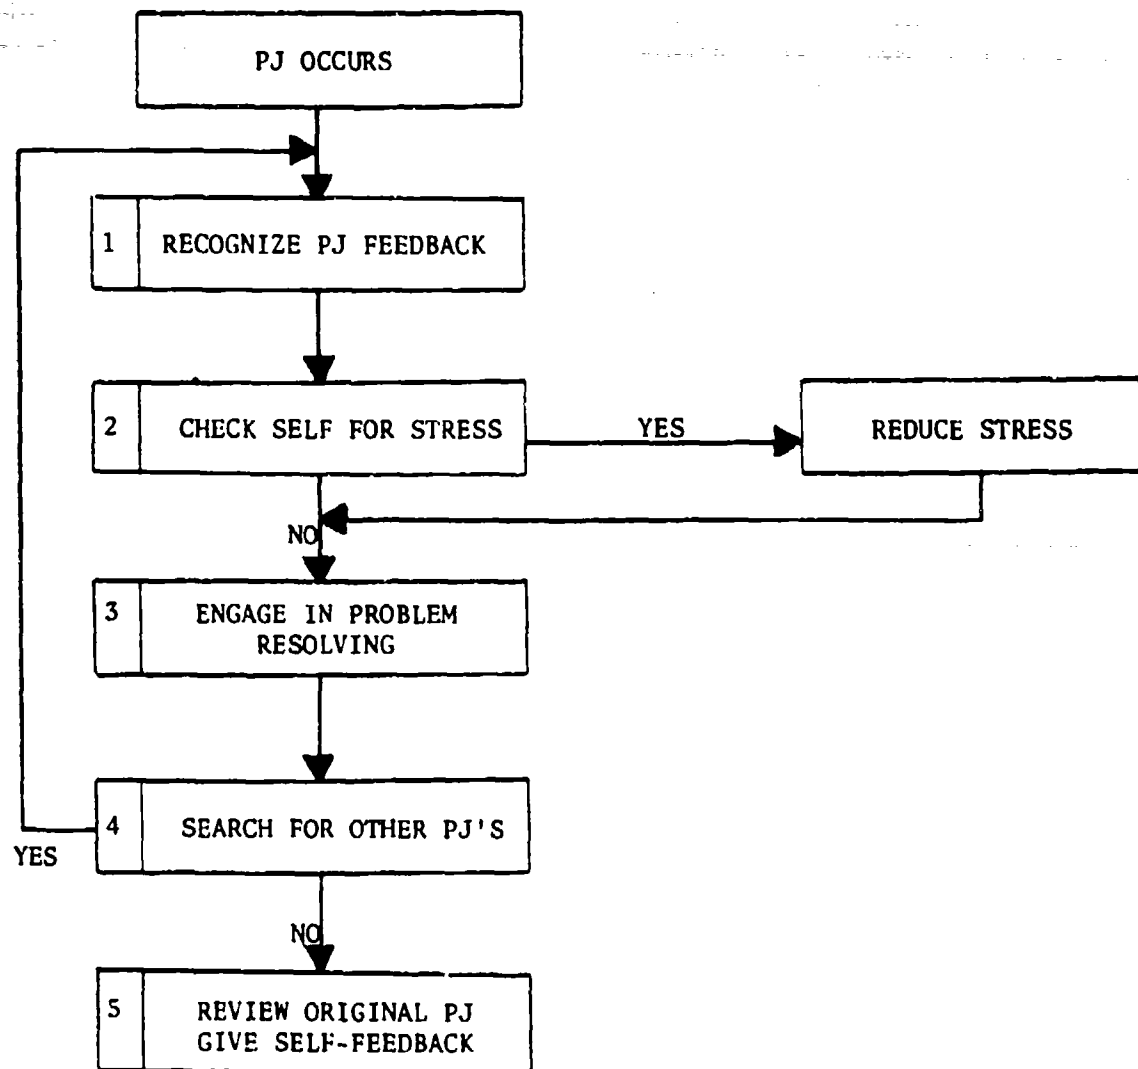 PJ OCCURS
1 RECOGNIZE PJ FEEDBACK
2 CHECK SELF FOR STRESS
YES
REDUCE STRESS
NO
3 ENGAGE IN PROBLEM
RESOLVING
4 SEARCH FOR OTHER PJ'S
YES
NO
5 REVIEW ORIGINAL PJ
GIVE SELF-FEEDBACK